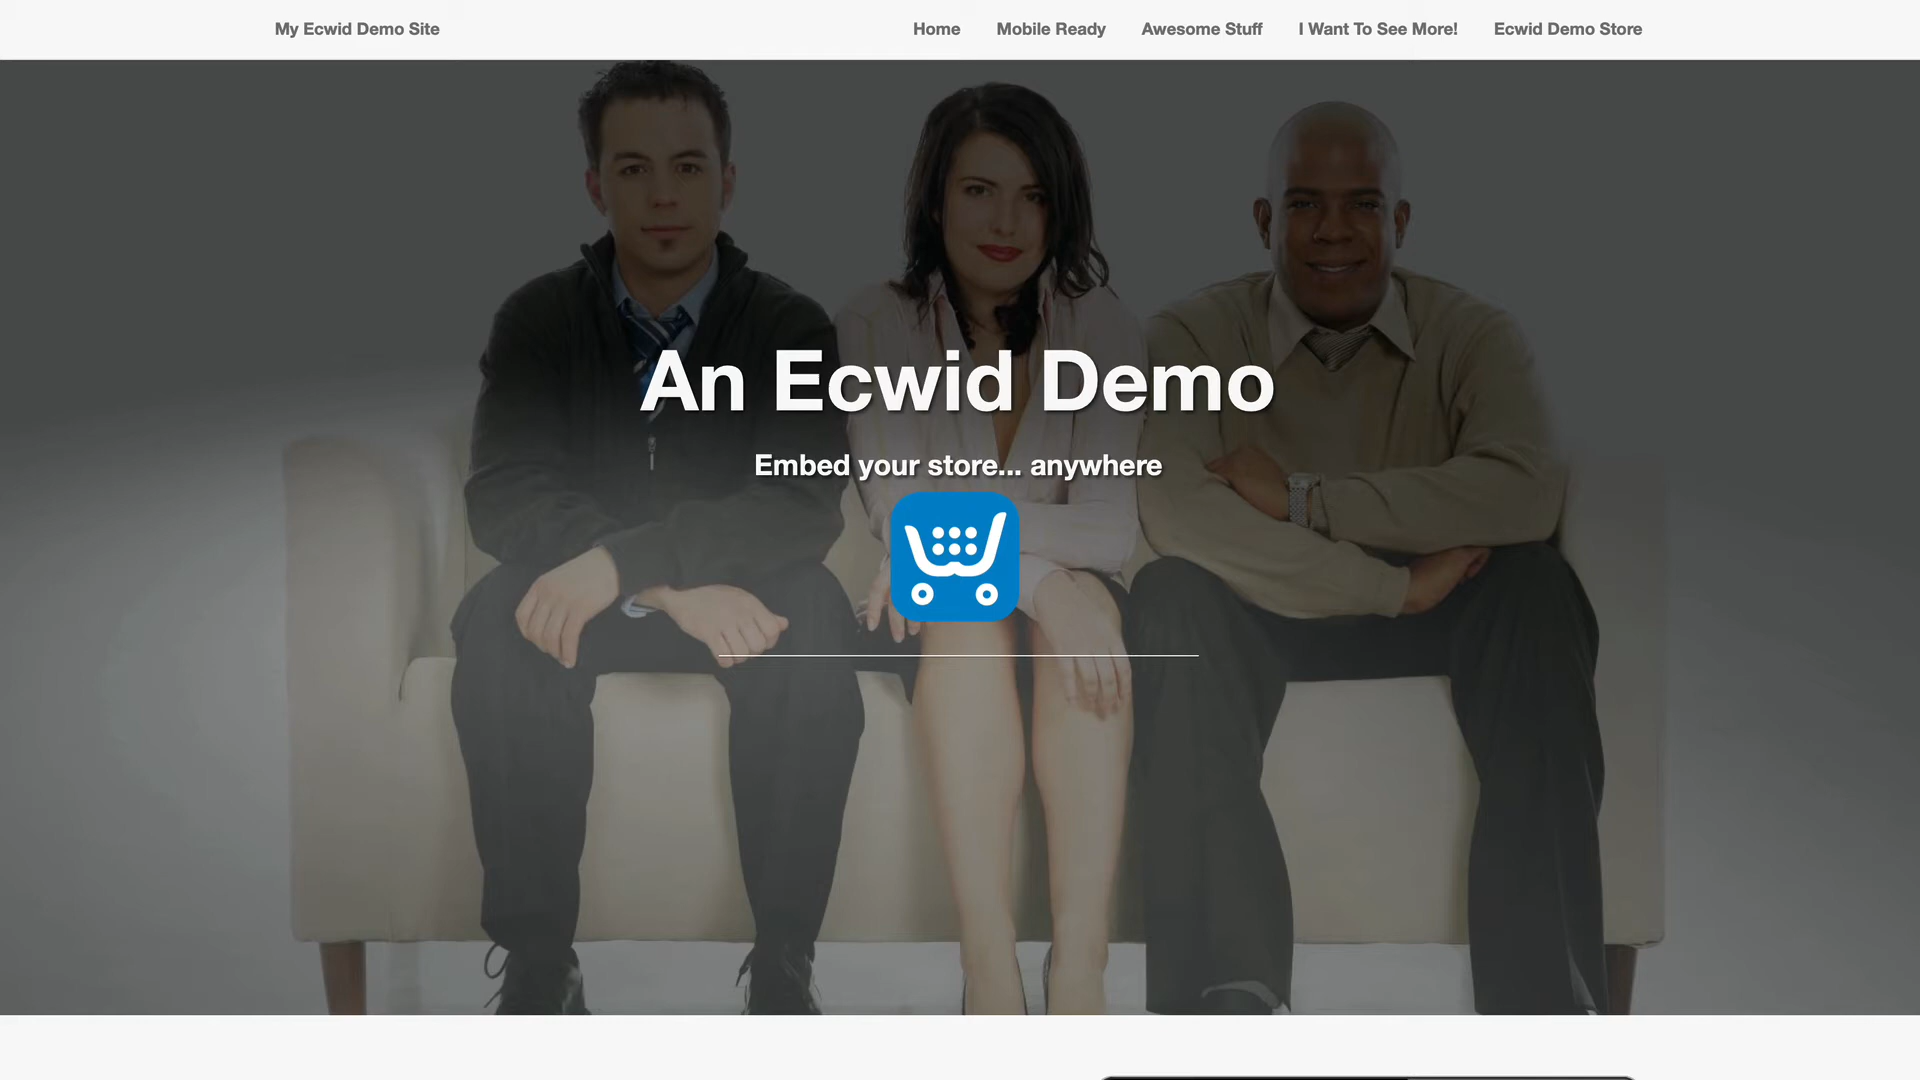 My Ecwid Demo Site
Home
Mobile Ready
Awesome Stuff
I Want To See More!
Ecwid Demo Store
An Ecwid Demo
Embed your store... anywhere